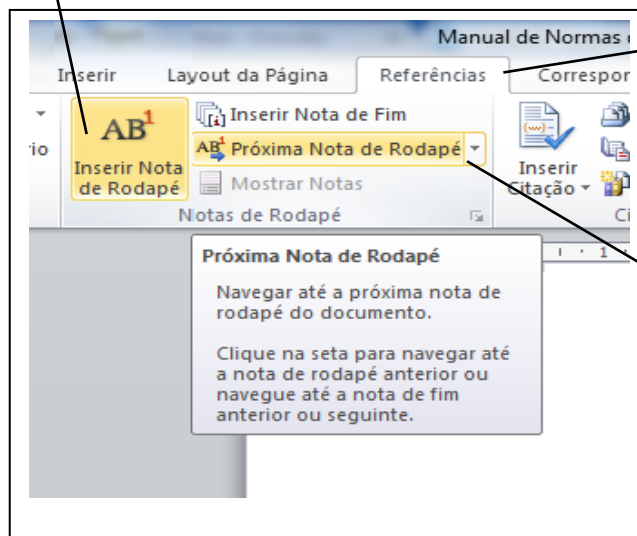 Manual de Normas
Inserir Layout da Página Referências Correspor
AB1 Inserir Nota de Fim
AB1 Próxima Nota de Rodapé
io Inserir Nota de Rodapé Mostrar Notas Inserir Citação
Notas de Rodapé Ci
1
Próxima Nota de Rodapé
Navegar até a próxima nota de
rodapé do documento.
Clique na seta para navegar até
a nota de rodapé anterior ou
navegue até a nota de fim
anterior ou seguinte.